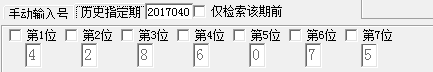 手动输入号 历史指定期 2017040 仅检索该期前
第1位 第2位 第3位 第4位 第5位 第6位 第7位
4 2 8 6 0 7 5